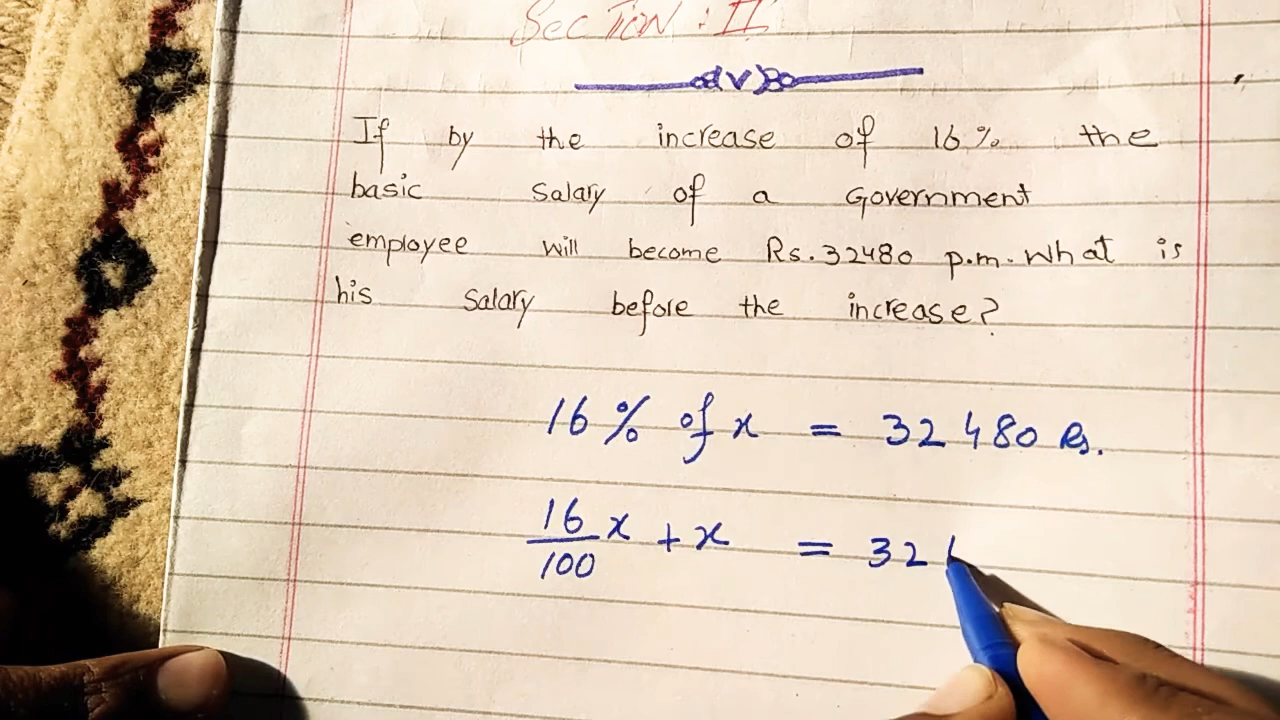 Section : II
If by the increase of 16% the
basic salary of a Government
employee will become Rs. 32480 p.m. What is
his salary before the increase?
16% of x = 32480 Rs.
16/100 x + x = 32